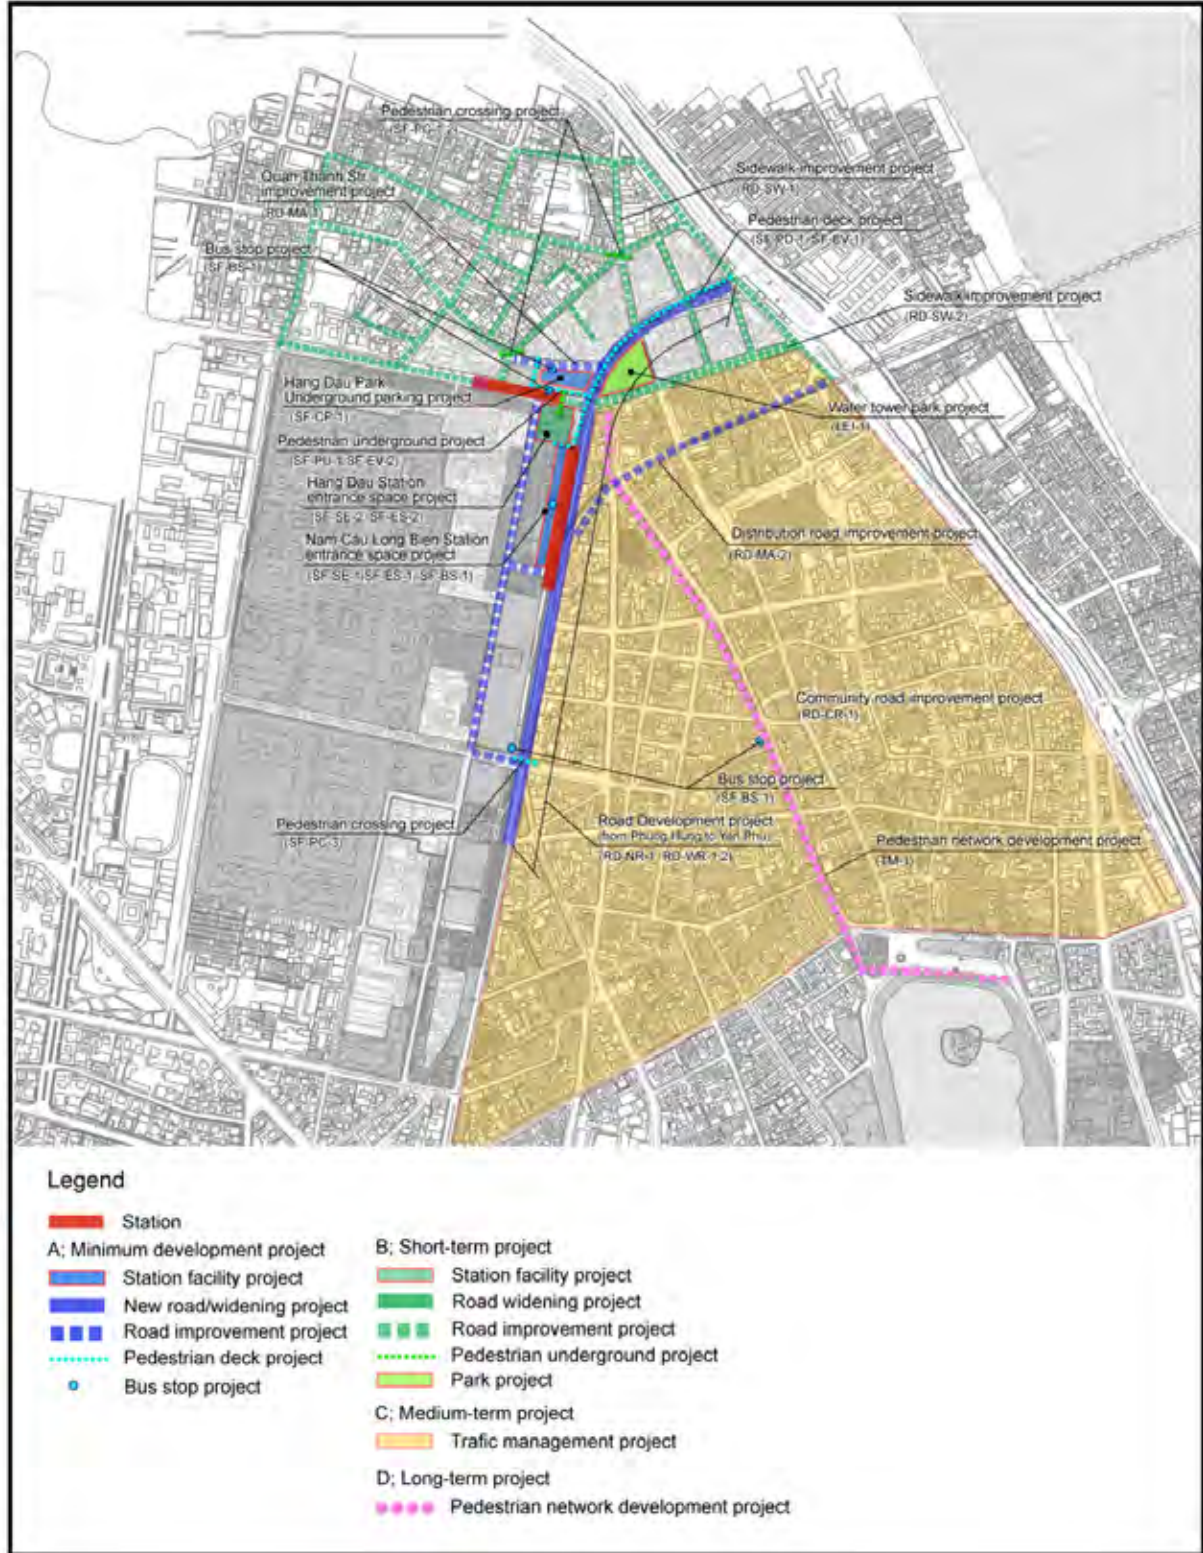 Pedestrian crossing project
Quan Thanh Str
improvement project
(RD-MA-1)
Sidewalk improvement project
(RD-SW-1)
Pedestrian deck project
(SF-PD-1, SF-EV-1)
Bus stop project
(SF-BS-1)
Sidewalk improvement project
(RD-SW-2)
Hang Dau Park
Underground parking project
(SF-CP-1)
Water tower park project
(LEI-1)
Pedestrian underground project
(SF-PU-1 SF-EV-2)
Hang Dau Station
entrance space project
(SF-SE-2, SF-ES-2)
Distribution road improvement project
(RD-MA-2)
Nam Cau Long Bien Station
entrance space project
(SF-SE-1 SF-ES-1 SF-BS-1)
Community road improvement project
(RD-CR-1)
Bus stop project
(SF-BS-1)
Pedestrian crossing project
(SF-PC-3)
Road Development project
(from Phung Hung to Yen Phu)
(RD-NR-1, RD-WR-1,2)
Pedestrian network development project
(TM-1)
Legend
Station
A; Minimum development project
Station facility project
New road/widening project
Road improvement project
Pedestrian deck project
Bus stop project
B; Short-term project
Station facility project
Road widening project
Road improvement project
Pedestrian underground project
Park project
C; Medium-term project
Trafic management project
D; Long-term project
Pedestrian network development project